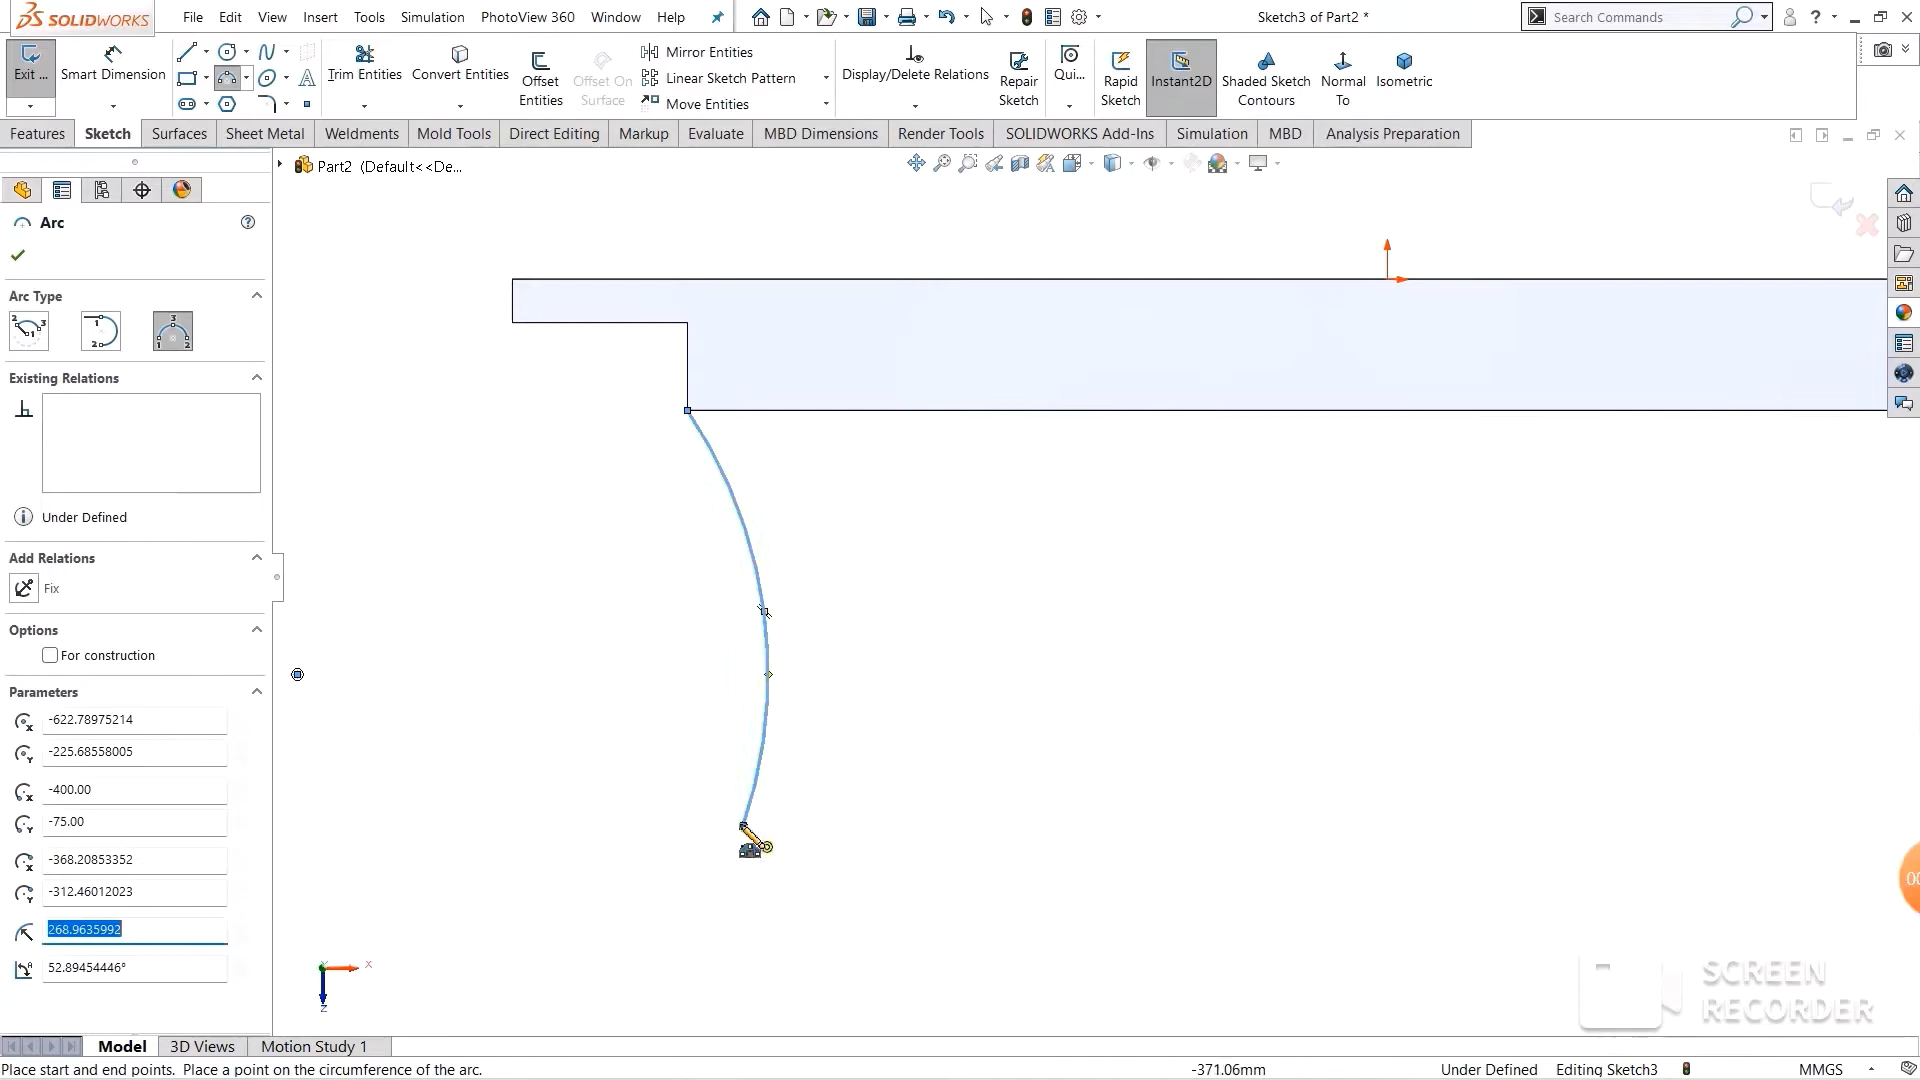 SOLIDWORKS
File Edit View Insert Tools Simulation PhotoView 360 Window Help
Sketch3 of Part2 *
Search Commands
Exit ...
Smart Dimension
Trim Entities
Convert Entities
Offset Entities
Offset On Surface
Mirror Entities
Linear Sketch Pattern
Move Entities
Display/Delete Relations
Repair Sketch
Qui...
Rapid Sketch
Instant2D
Shaded Sketch Contours
Normal To
Isometric
Features Sketch Surfaces Sheet Metal Weldments Mold Tools Direct Editing Markup Evaluate MBD Dimensions Render Tools SOLIDWORKS Add-Ins Simulation MBD Analysis Preparation
Part2 (Default<<De...
Arc
Arc Type
Existing Relations
Under Defined
Add Relations
Fix
Options
For construction
Parameters
-622.78975214
-225.68558005
-400.00
-75.00
-368.20853352
-312.46012023
268.9635992
52.89454446°
X
Z
00
SCREEN
RECORDER
Model 3D Views Motion Study 1
Place start and end points. Place a point on the circumference of the arc.
-371.06mm Under Defined Editing Sketch3 MMGS